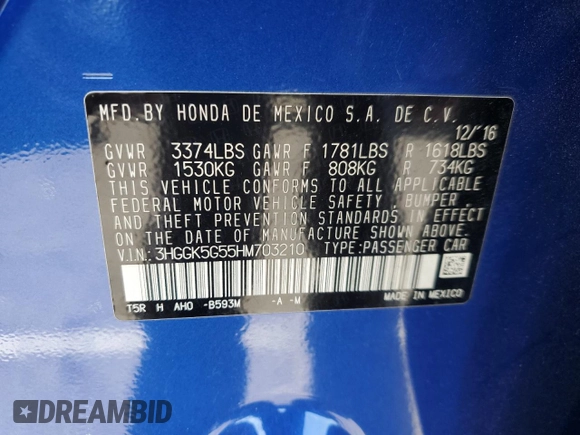 MFD. BY HONDA DE MEXICO S.A. DE C.V.
12/'16
GVWR 3374LBS GAWR F 1781LBS R 1618LBS
GVWR 1530KG GAWR F 808KG R 734KG
THIS VEHICLE CONFORMS TO ALL APPLICABLE
FEDERAL MOTOR VEHICLE SAFETY, BUMPER,
AND THEFT PREVENTION STANDARDS IN EFFECT
ON THE DATE OF MANUFACTURE SHOWN ABOVE.
V.I.N.: 3HGGK5G55HM703210 TYPE:PASSENGER CAR
T5R H AH0 -B593M -A -M
MADE IN MEXICO
DREAMBID